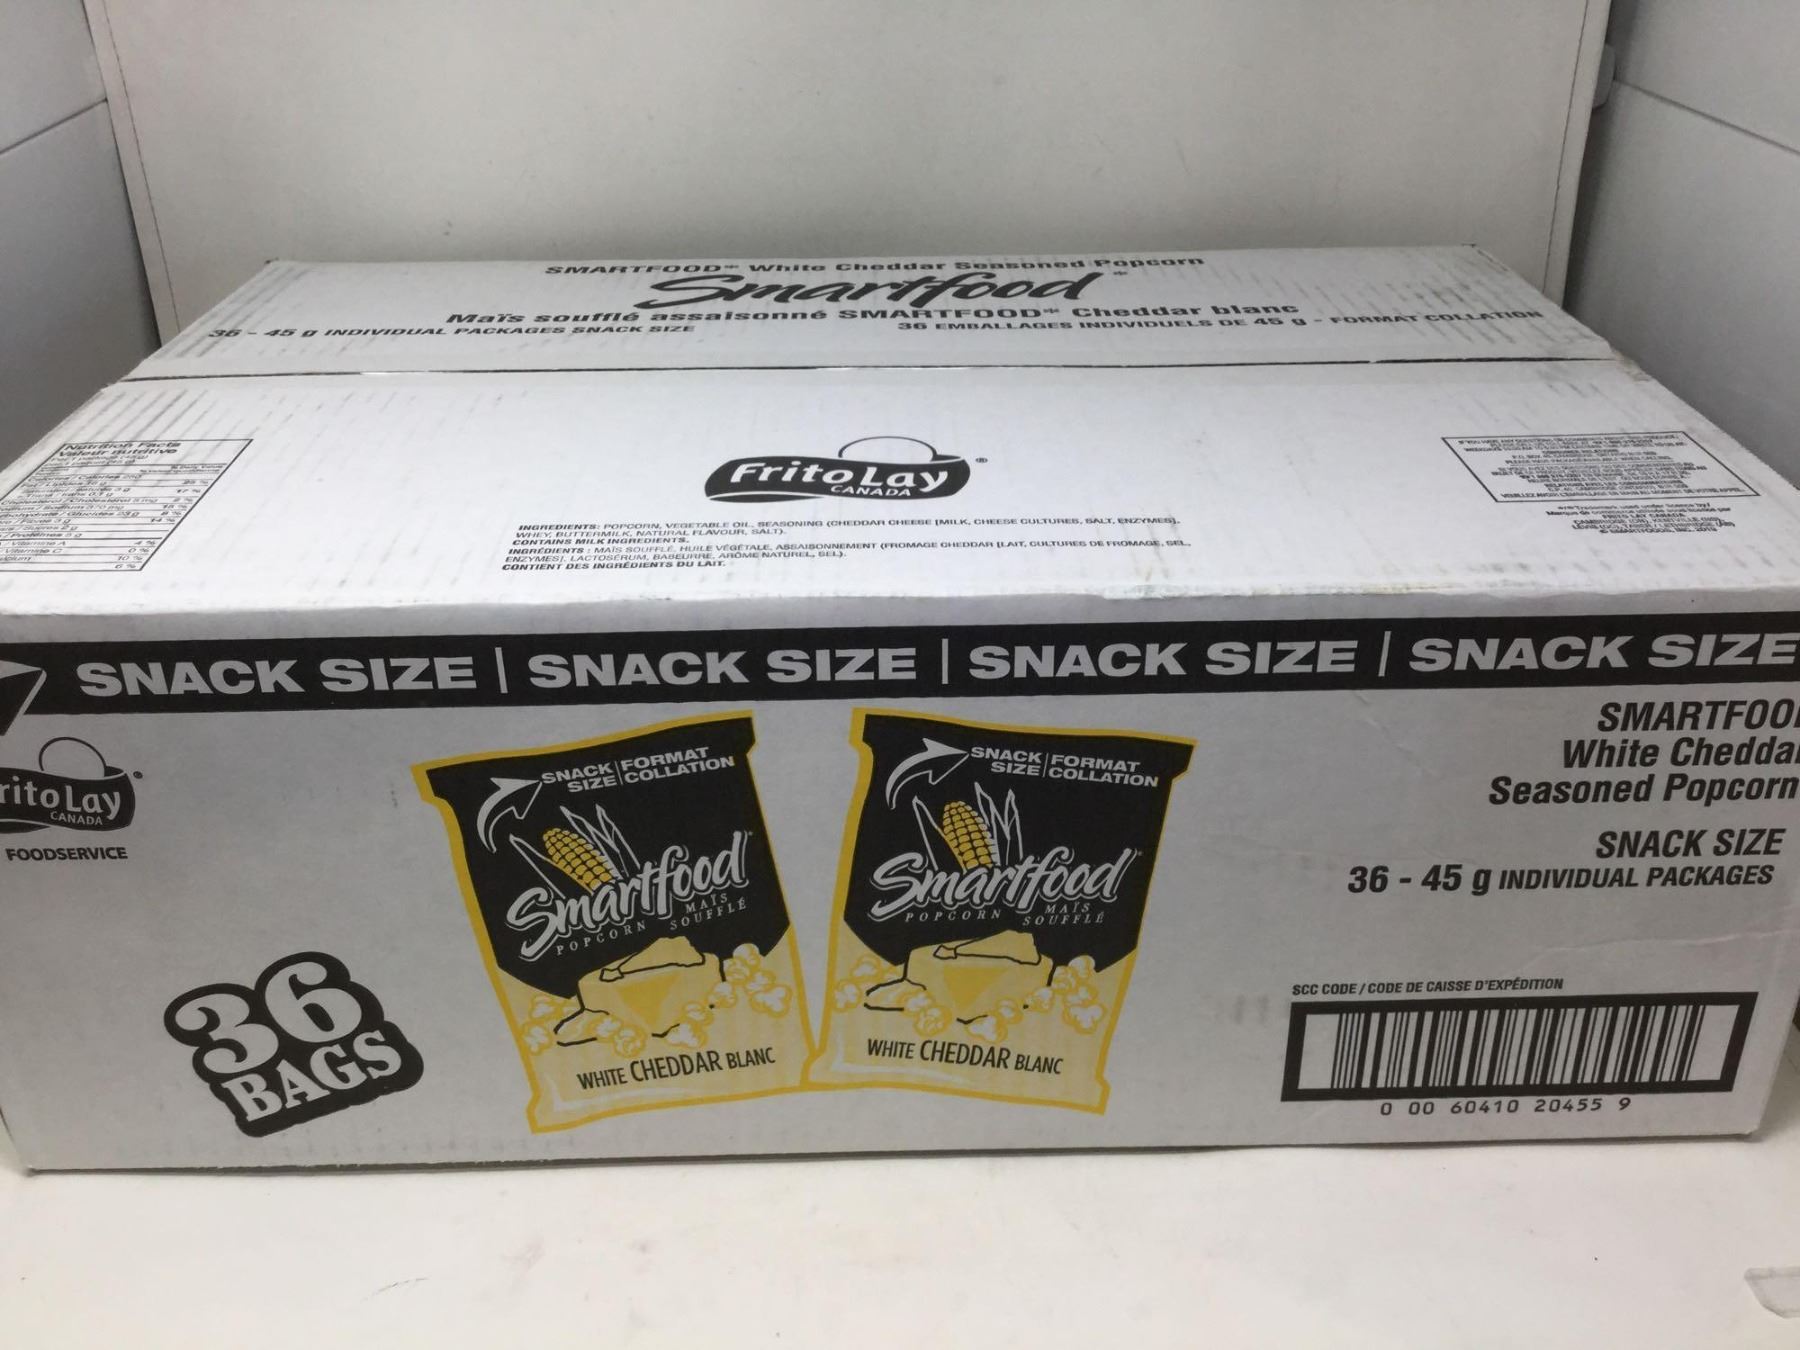 SMARTFOOD White Cheddar Seasoned Popcorn
Smartfood
Maïs soufflé assaisonné SMARTFOOD Cheddar blanc
36 - 45 g INDIVIDUAL PACKAGES SNACK SIZE
36 EMBALLAGES INDIVIDUELS DE 45 g - FORMAT COLLATION
Nutrition Facts
Valeur nutritive
FritoLay®
CANADA
INGREDIENTS: POPCORN, VEGETABLE OIL, SEASONING (CHEDDAR CHEESE [MILK, CHEESE CULTURES, SALT, ENZYMES],
WHEY, BUTTERMILK, NATURAL FLAVOUR, SALT).
CONTAINS MILK INGREDIENTS.
INGRÉDIENTS : MAÏS SOUFFLÉ, HUILE VÉGÉTALE, ASSAISONNEMENT (FROMAGE CHEDDAR [LAIT, CULTURES DE FROMAGE, SEL,
ENZYMES], LACTOSÉRUM, BABEURRE, ARÔME NATUREL, SEL).
CONTIENT DES INGRÉDIENTS DU LAIT.
SNACK SIZE | SNACK SIZE | SNACK SIZE | SNACK SIZE
ritoLay
CANADA
FOODSERVICE
36
BAGS
SNACK SIZE | FORMAT COLLATION
Smartfood
POPCORN MAÏS SOUFFLÉ
WHITE CHEDDAR BLANC
SNACK SIZE | FORMAT COLLATION
Smartfood
POPCORN MAÏS SOUFFLÉ
WHITE CHEDDAR BLANC
SMARTFOO
White Chedda
Seasoned Popcorn
SNACK SIZE
36 - 45 g INDIVIDUAL PACKAGES
SCC CODE / CODE DE CAISSE D'EXPÉDITION
0 00 60410 20455 9